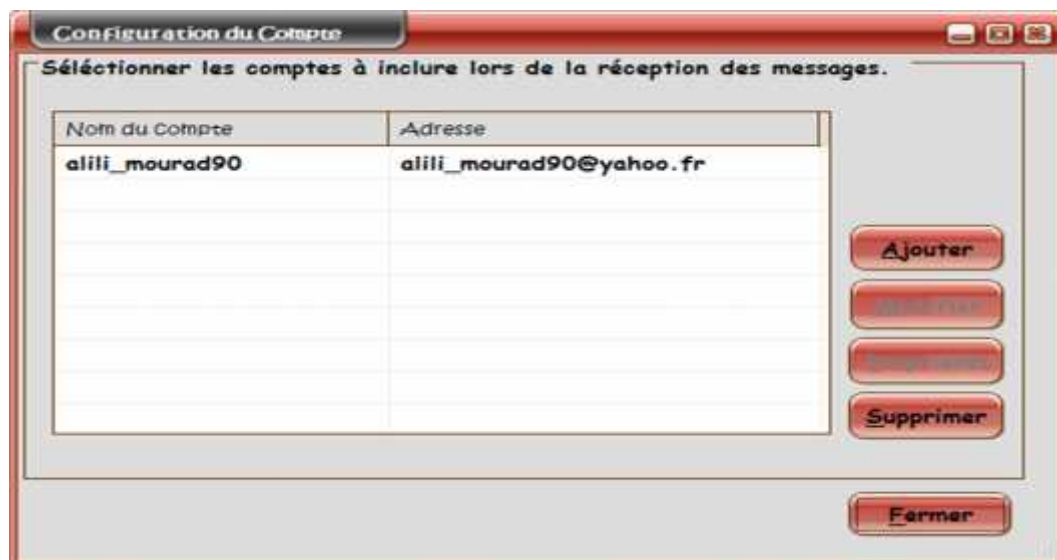 Configuration du Compte
Séléctionner les comptes à inclure lors de la réception des messages.
Nom du Compte Adresse
alili_mourad90 alili_mourad90@yahoo.fr
Ajouter
Supprimer
Fermer